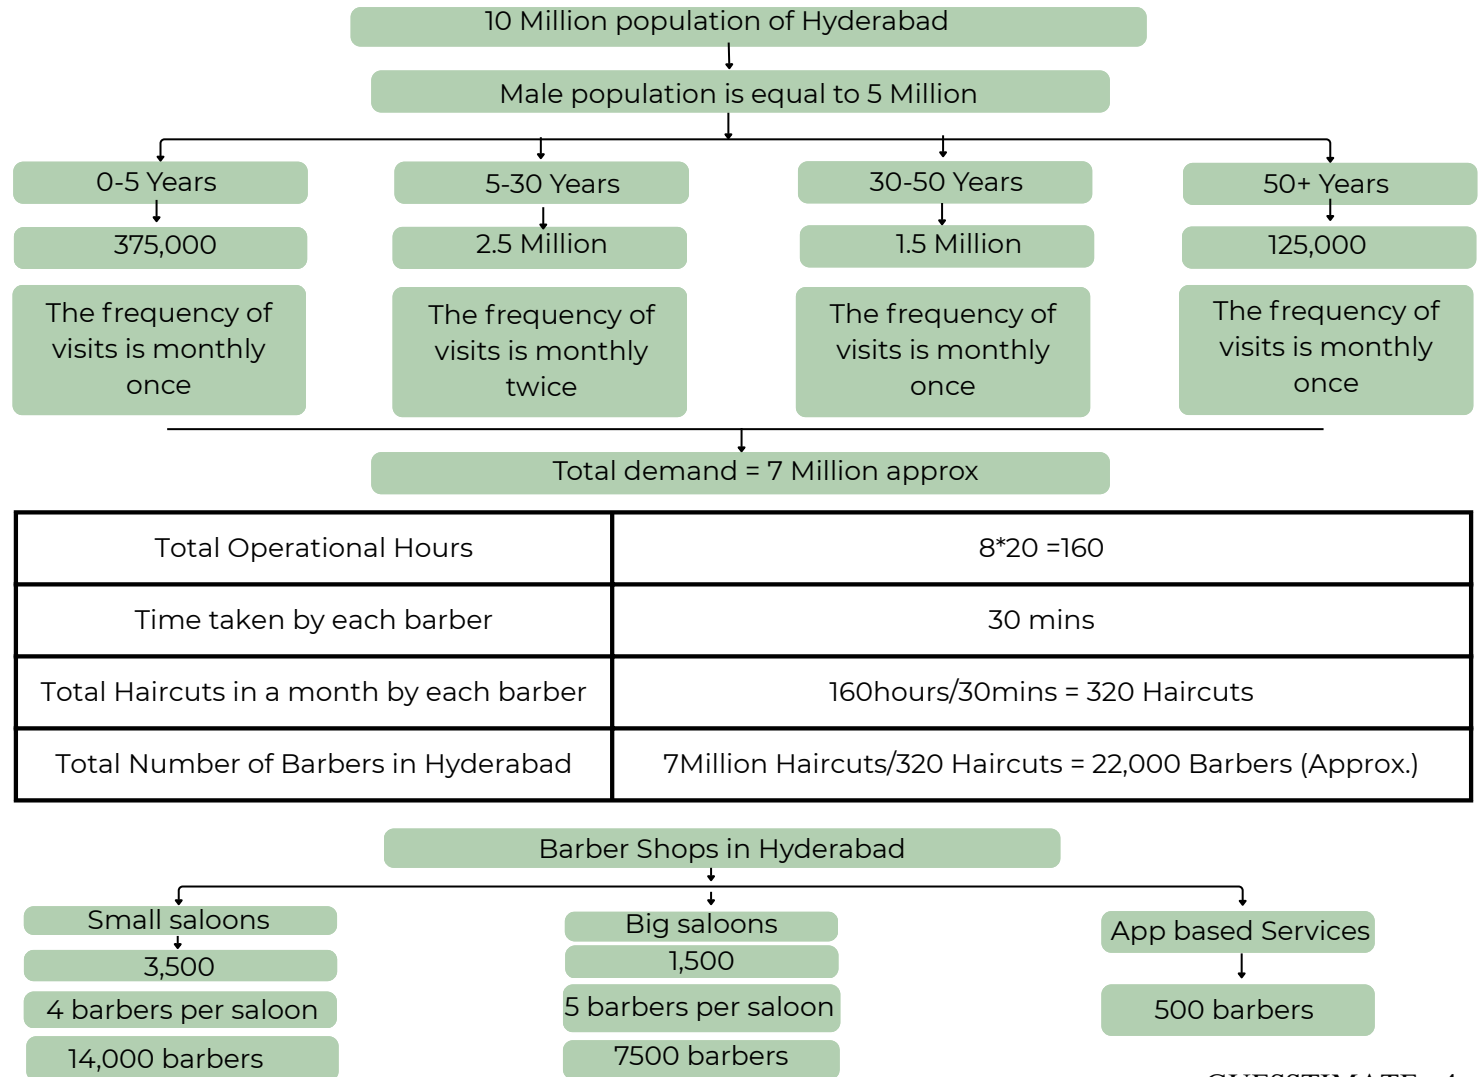 10 Million population of Hyderabad
Male population is equal to 5 Million
0-5 Years
5-30 Years
30-50 Years
50+ Years
375,000
2.5 Million
1.5 Million
125,000
The frequency of
visits is monthly
once
The frequency of
visits is monthly
twice
The frequency of
visits is monthly
once
The frequency of
visits is monthly
once
Total demand = 7 Million approx
Total Operational Hours
8*20 =160
Time taken by each barber
30 mins
Total Haircuts in a month by each barber
160hours/30mins = 320 Haircuts
Total Number of Barbers in Hyderabad
7Million Haircuts/320 Haircuts = 22,000 Barbers (Approx.)
Barber Shops in Hyderabad
Small saloons
3,500
4 barbers per saloon
14,000 barbers
Big saloons
1,500
5 barbers per saloon
7500 barbers
App based Services
500 barbers